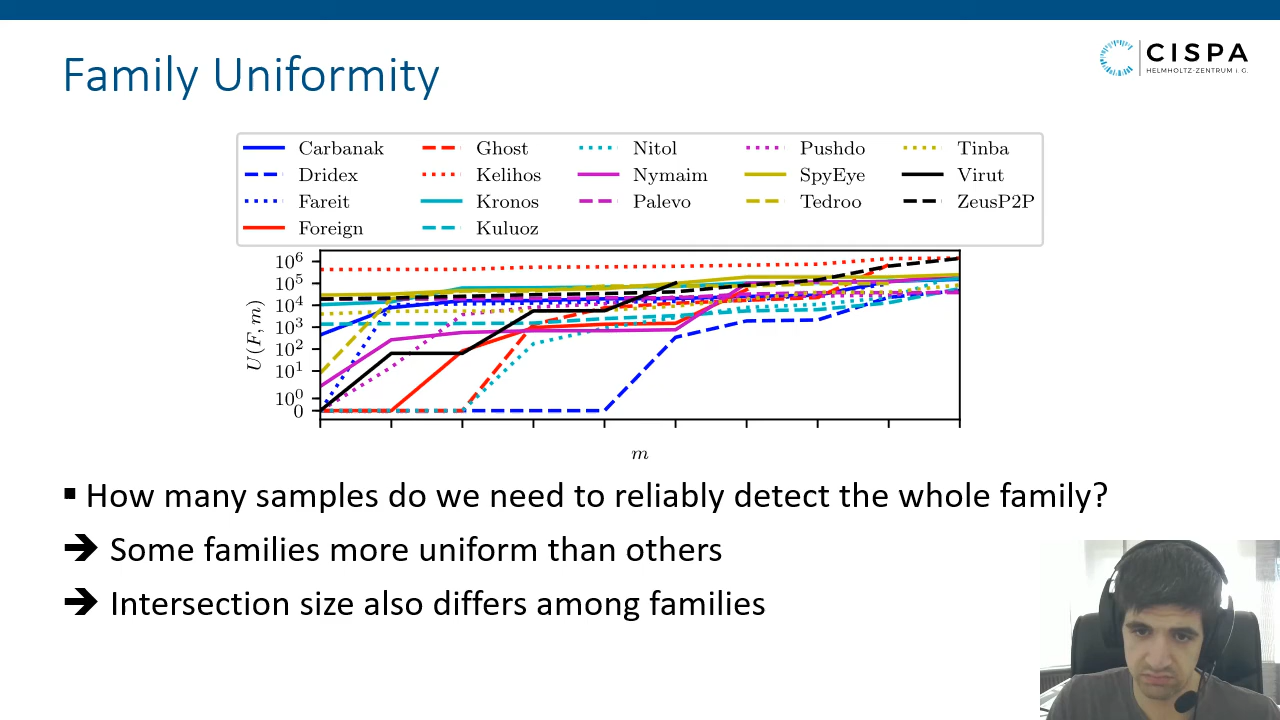 Family Uniformity
CISPA
HELMHOLTZ-ZENTRUM i. G.
Carbanak Ghost Nitol Pushdo Tinba
Dridex Kelihos Nymaim SpyEye Virut
Fareit Kronos Palevo Tedroo ZeusP2P
Foreign Kuluoz
10⁶
10⁵
10⁴
10³
10²
10¹
10⁰
0
U(F, m)
m
▪ How many samples do we need to reliably detect the whole family?
➔ Some families more uniform than others
➔ Intersection size also differs among families